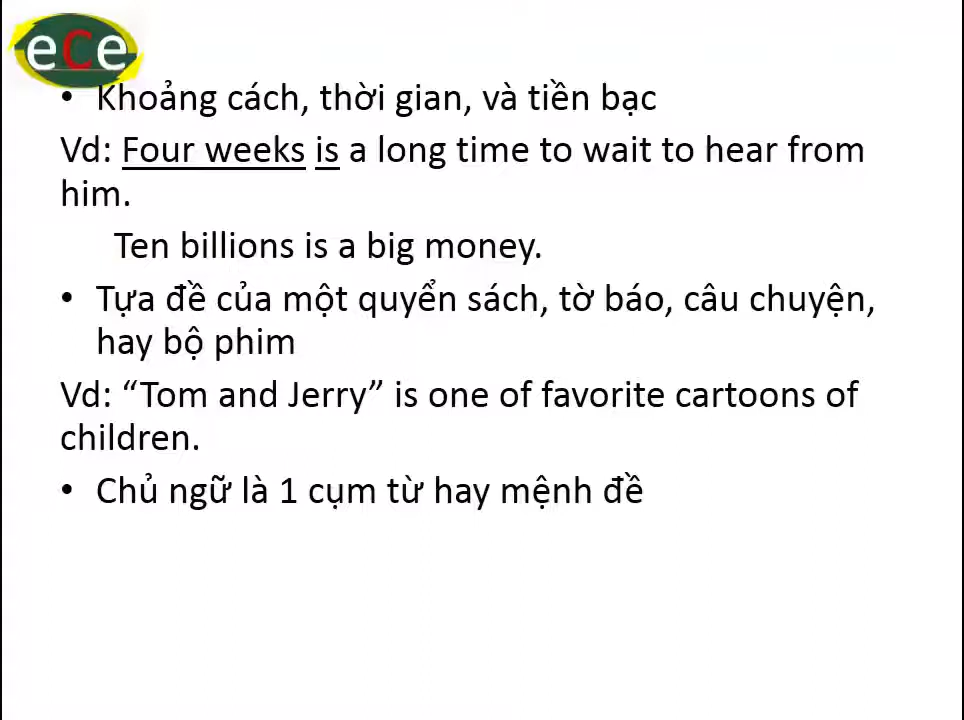 eCe
• Khoảng cách, thời gian, và tiền bạc
Vd: Four weeks is a long time to wait to hear from
him.
Ten billions is a big money.
• Tựa đề của một quyển sách, tờ báo, câu chuyện,
hay bộ phim
Vd: “Tom and Jerry” is one of favorite cartoons of
children.
• Chủ ngữ là 1 cụm từ hay mệnh đề